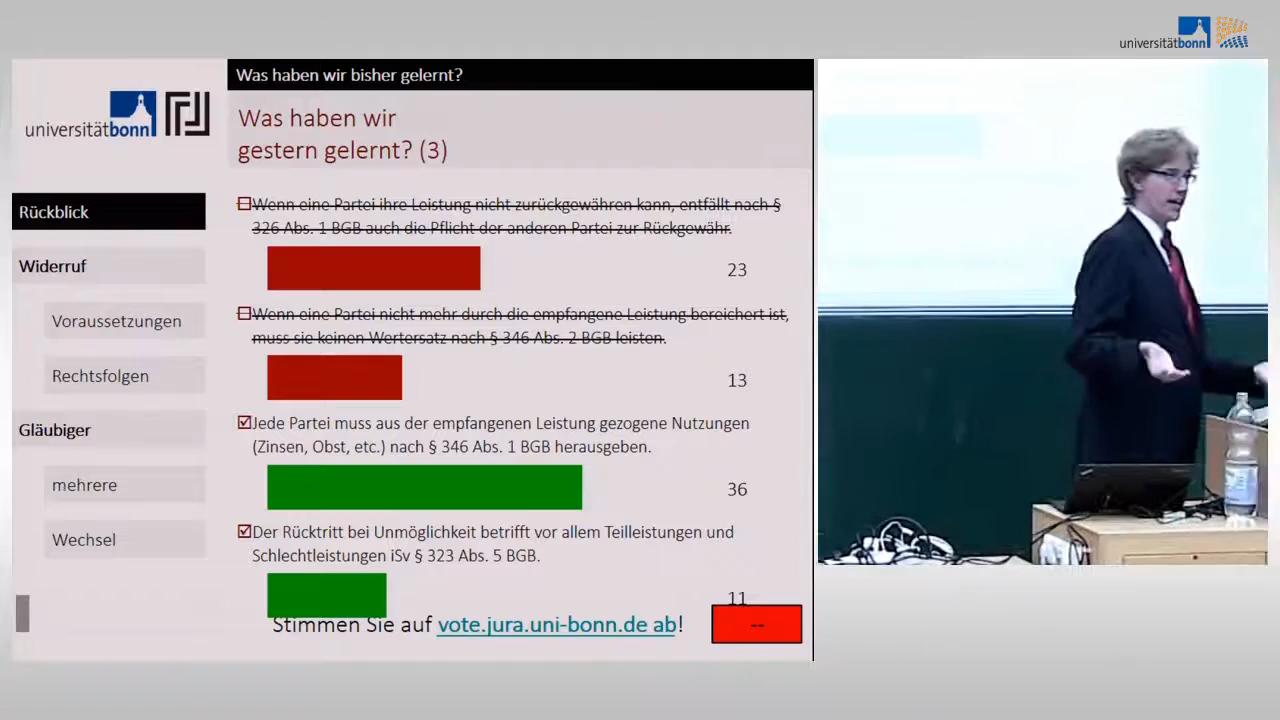 universitätbonn
Was haben wir bisher gelernt?
universitätbonn
Was haben wir
gestern gelernt? (3)
Rückblick
Widerruf
Voraussetzungen
Rechtsfolgen
Gläubiger
mehrere
Wechsel
Wenn eine Partei ihre Leistung nicht zurückgewähren kann, entfällt nach §
326 Abs. 1 BGB auch die Pflicht der anderen Partei zur Rückgewähr.
23
Wenn eine Partei nicht mehr durch die empfangene Leistung bereichert ist,
muss sie keinen Wertersatz nach § 346 Abs. 2 BGB leisten.
13
Jede Partei muss aus der empfangenen Leistung gezogene Nutzungen
(Zinsen, Obst, etc.) nach § 346 Abs. 1 BGB herausgeben.
36
Der Rücktritt bei Unmöglichkeit betrifft vor allem Teilleistungen und
Schlechtleistungen iSv § 323 Abs. 5 BGB.
11
Stimmen Sie auf vote.jura.uni-bonn.de ab!
--